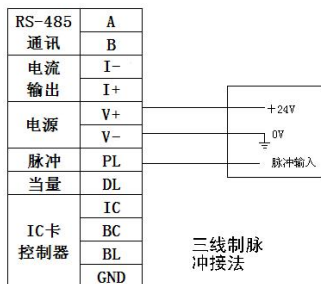 RS-485 A
通讯 B
电流 I-
输出 I+
电源 V+
V-
脉冲 PL
当量 DL
IC
IC卡 BC
控制器 BL
GND
+24V
0V
脉冲输入
三线制脉
冲接法